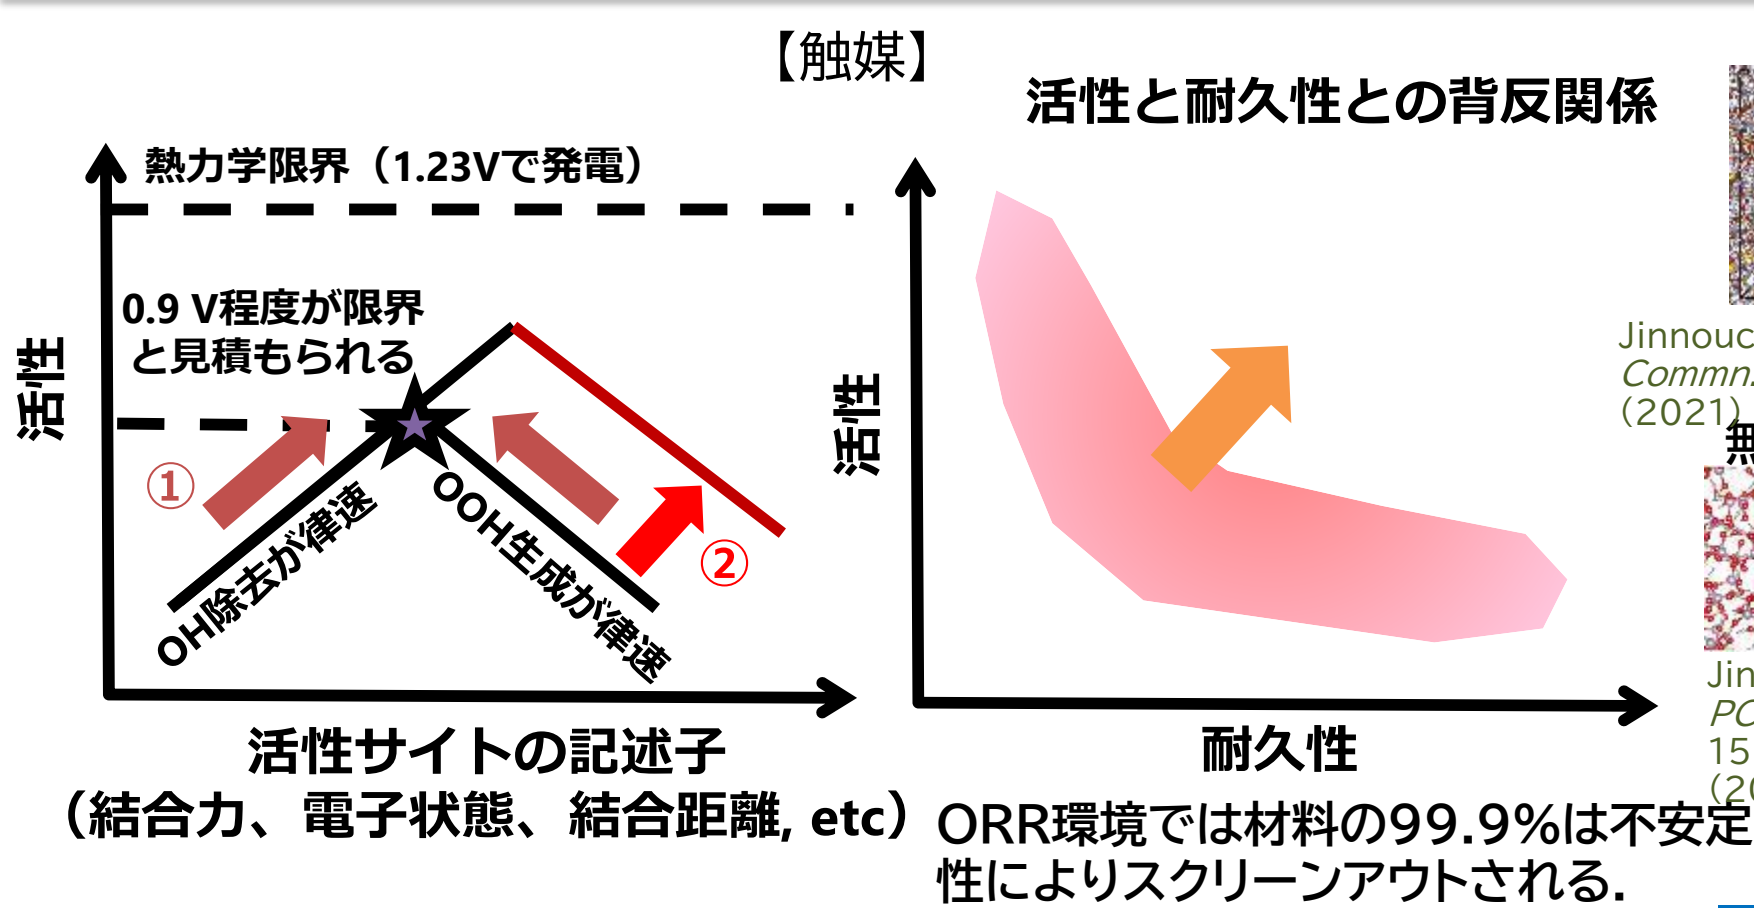 【触媒】
活性と耐久性との背反関係
熱力学限界（1.23Vで発電）
0.9 V程度が限界
と見積もられる
活性
①
②
OH除去が律速
OOH生成が律速
活性サイトの記述子
（結合力、電子状態、結合距離, etc）
活性
耐久性
ORR環境では材料の99.9%は不安定
性によりスクリーンアウトされる.
Jinnouc
Commn
(2021)
無
Jin
PC
15
(20